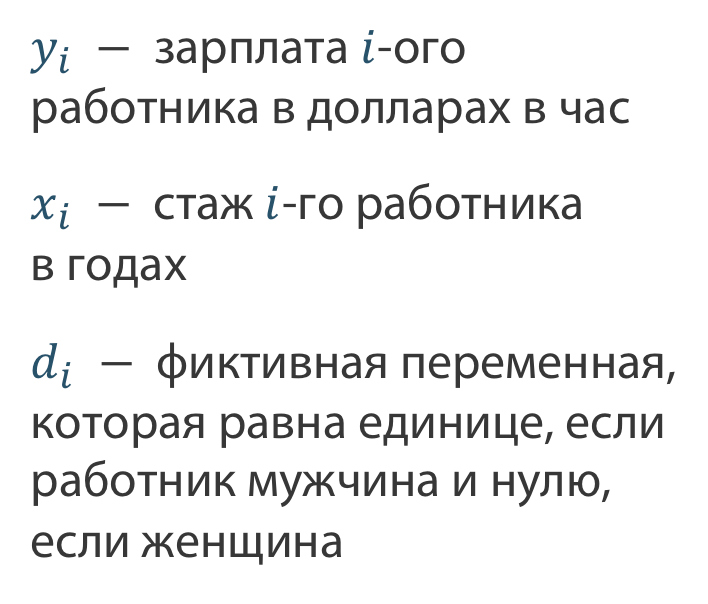 yᵢ — зарплата i-ого
работника в долларах в час
xᵢ — стаж i-го работника
в годах
dᵢ — фиктивная переменная,
которая равна единице, если
работник мужчина и нулю,
если женщина